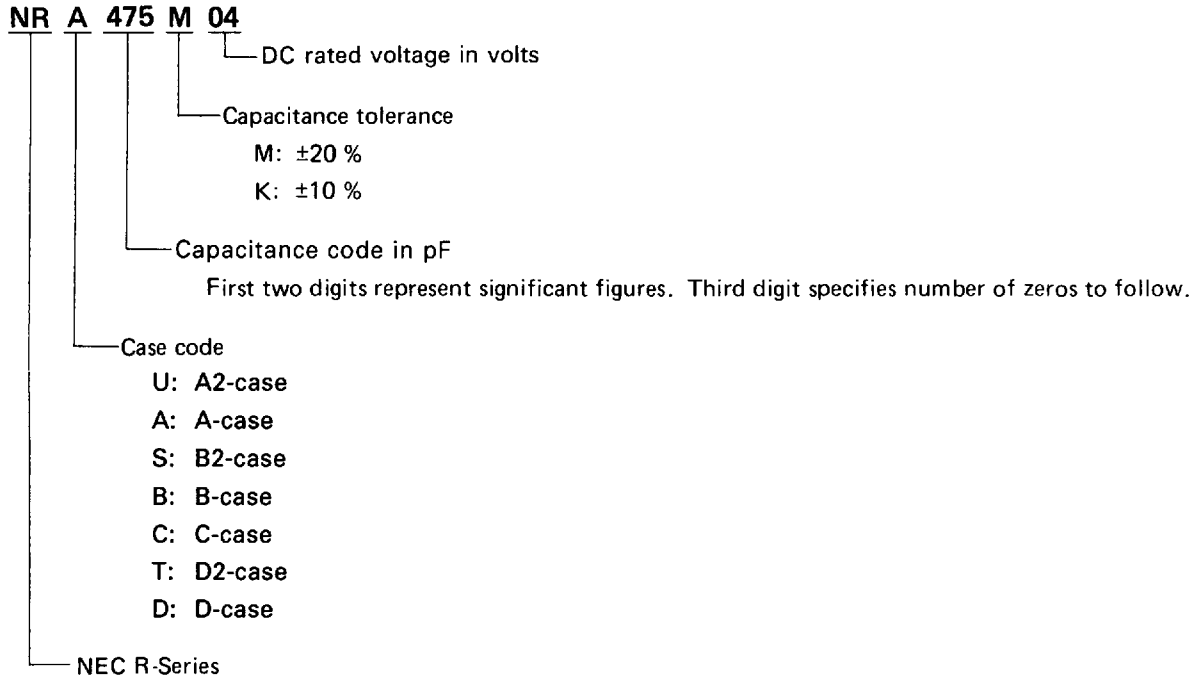 NR A 475 M 04
DC rated voltage in volts
Capacitance tolerance
M: ±20 %
K: ±10 %
Capacitance code in pF
First two digits represent significant figures. Third digit specifies number of zeros to follow.
Case code
U: A2-case
A: A-case
S: B2-case
B: B-case
C: C-case
T: D2-case
D: D-case
NEC R-Series